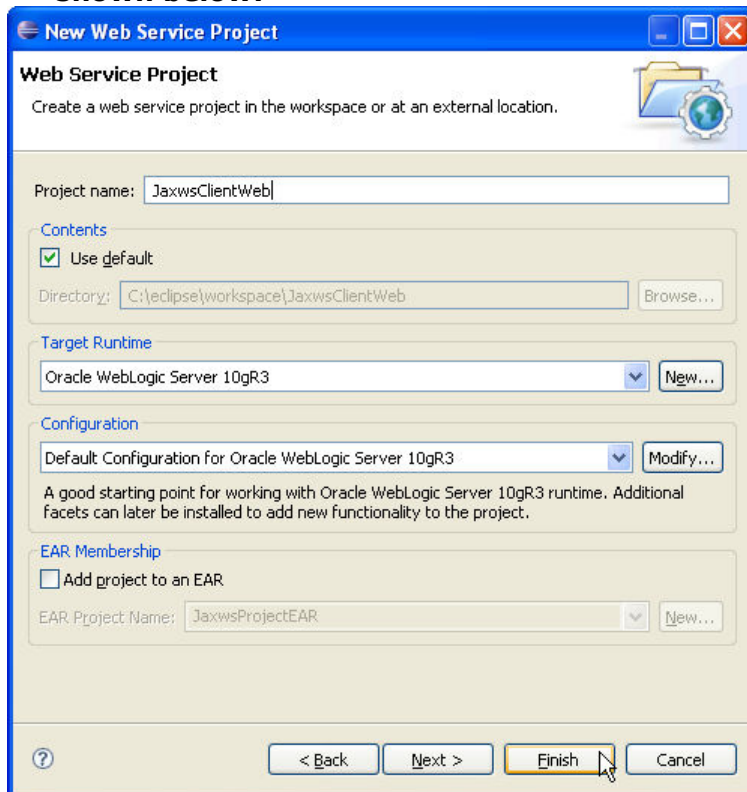 shown below.
New Web Service Project
Web Service Project
Create a web service project in the workspace or at an external location.
Project name: JaxwsClientWeb
Contents
Use default
Directory: C:\eclipse\workspace\JaxwsClientWeb Browse...
Target Runtime
Oracle WebLogic Server 10gR3 New...
Configuration
Default Configuration for Oracle WebLogic Server 10gR3 Modify...
A good starting point for working with Oracle WebLogic Server 10gR3 runtime. Additional
facets can later be installed to add new functionality to the project.
EAR Membership
Add project to an EAR
EAR Project Name: JaxwsProjectEAR New...
? < Back Next > Finish Cancel